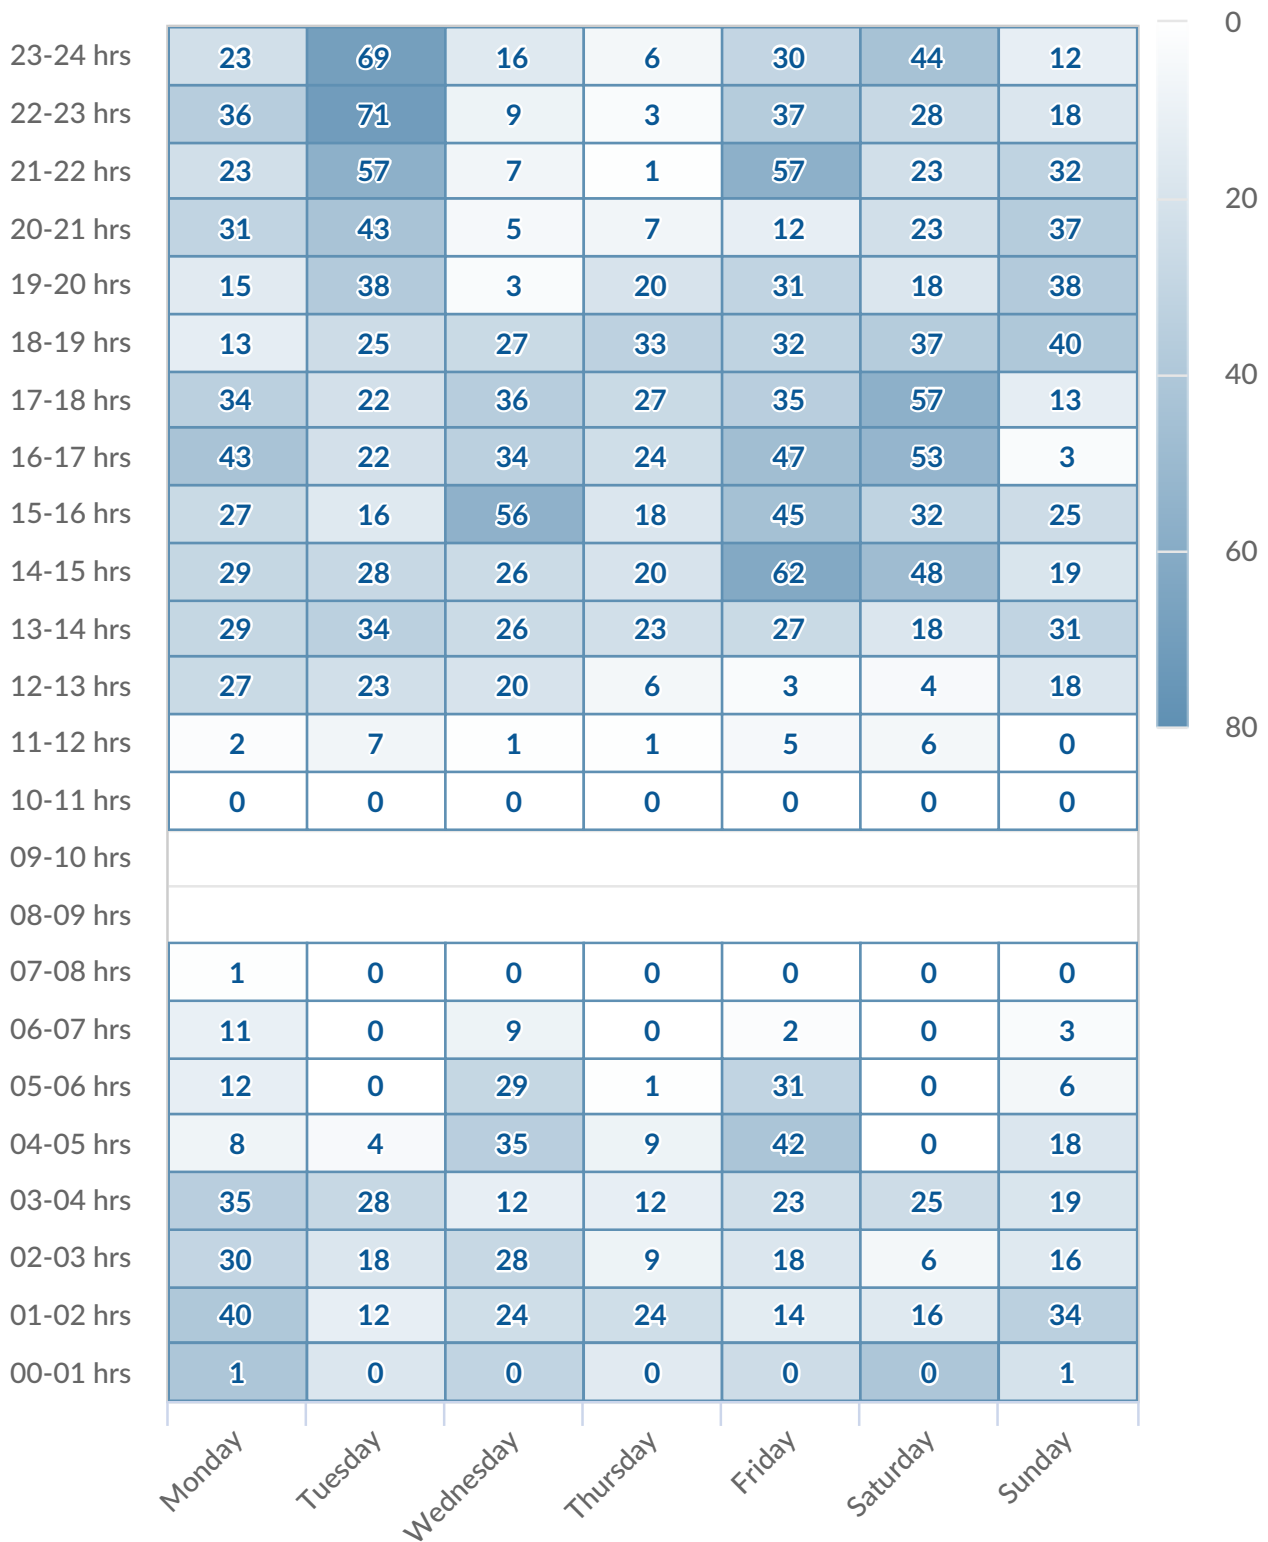 23-24 hrs 23 69 16 6 30 44 12
22-23 hrs 36 71 9 3 37 28 18
21-22 hrs 23 57 7 1 57 23 32
20-21 hrs 31 43 5 7 12 23 37
19-20 hrs 15 38 3 20 31 18 38
18-19 hrs 13 25 27 33 32 37 40
17-18 hrs 34 22 36 27 35 57 13
16-17 hrs 43 22 34 24 47 53 3
15-16 hrs 27 16 56 18 45 32 25
14-15 hrs 29 28 26 20 62 48 19
13-14 hrs 29 34 26 23 27 18 31
12-13 hrs 27 23 20 6 3 4 18
11-12 hrs 2 7 1 1 5 6 0
10-11 hrs 0 0 0 0 0 0 0
09-10 hrs
08-09 hrs
07-08 hrs 1 0 0 0 0 0 0
06-07 hrs 11 0 9 0 2 0 3
05-06 hrs 12 0 29 1 31 0 6
04-05 hrs 8 4 35 9 42 0 18
03-04 hrs 35 28 12 12 23 25 19
02-03 hrs 30 18 28 9 18 6 16
01-02 hrs 40 12 24 24 14 16 34
00-01 hrs 1 0 0 0 0 0 1
Monday Tuesday Wednesday Thursday Friday Saturday Sunday
0
20
40
60
80